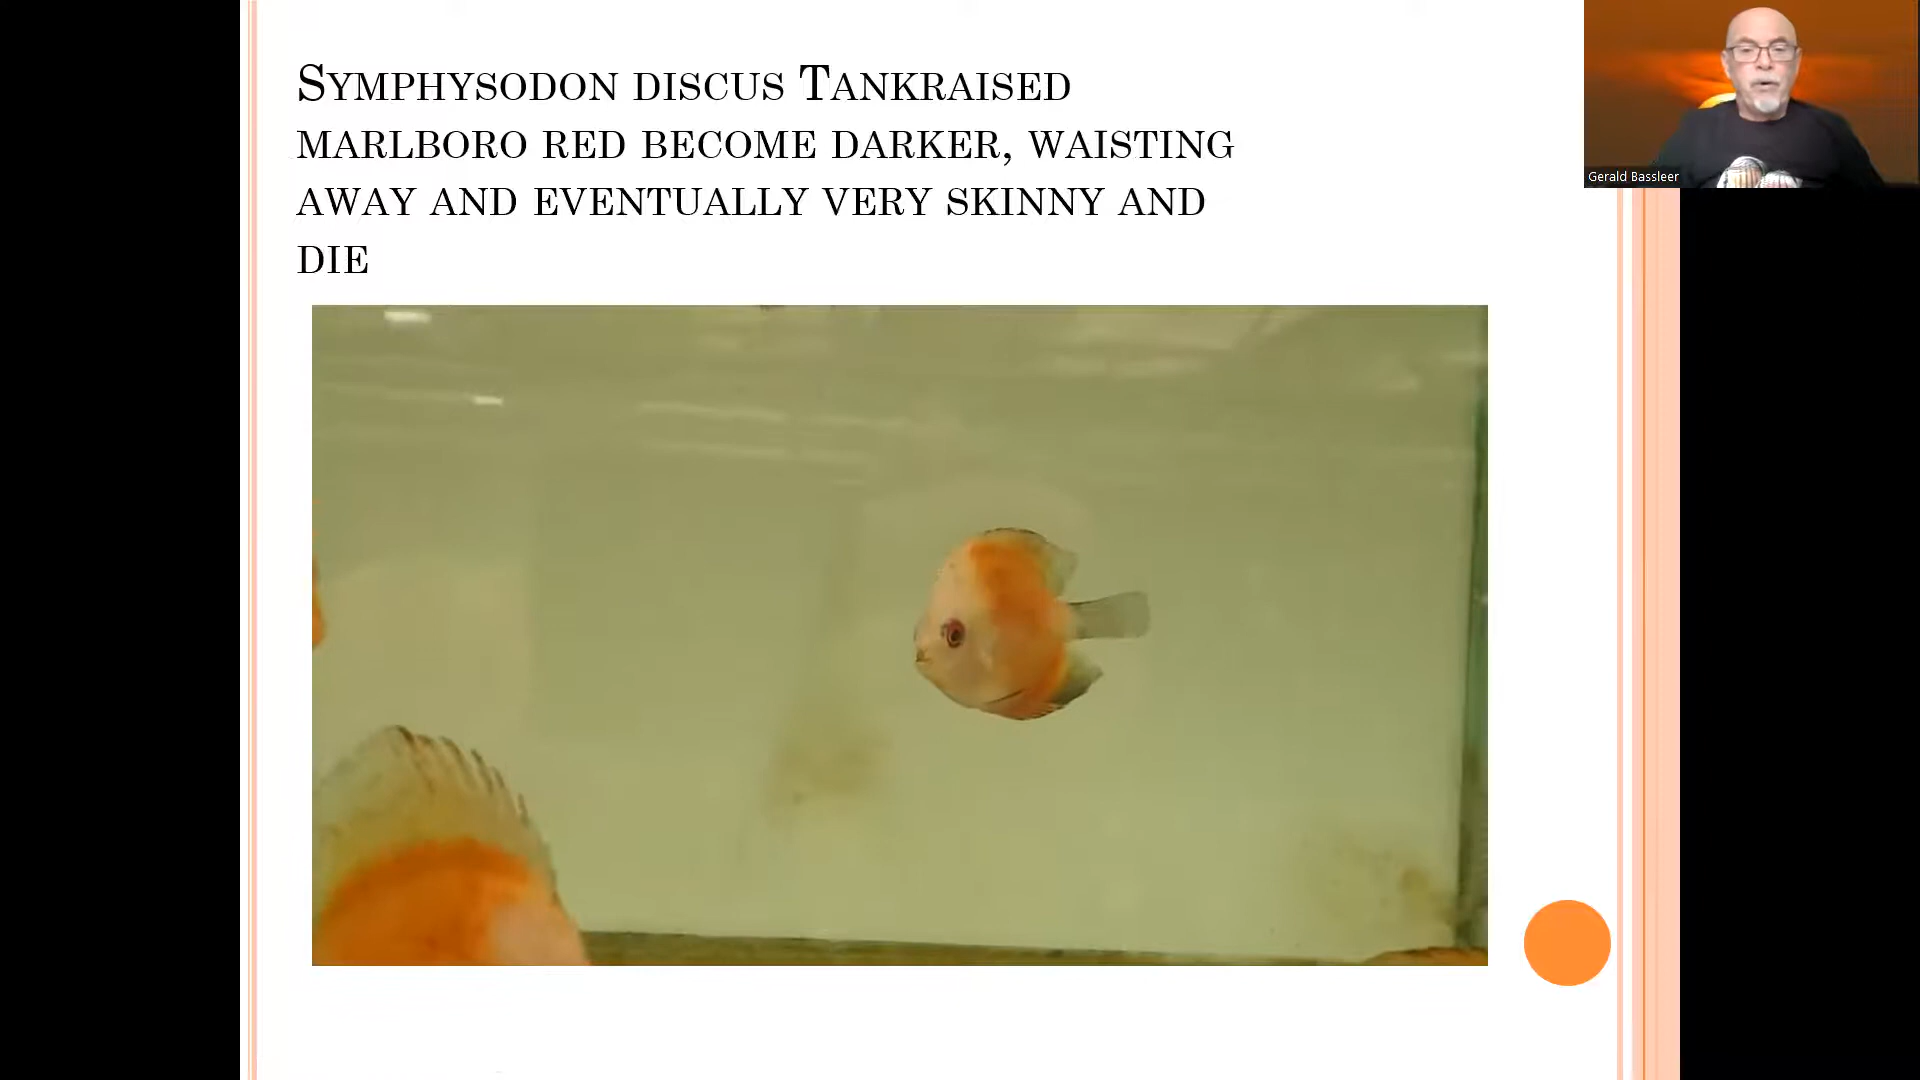 Symphysodon discus Tankraised
marlboro red become darker, waisting
away and eventually very skinny and
die
Gerald Bassleer